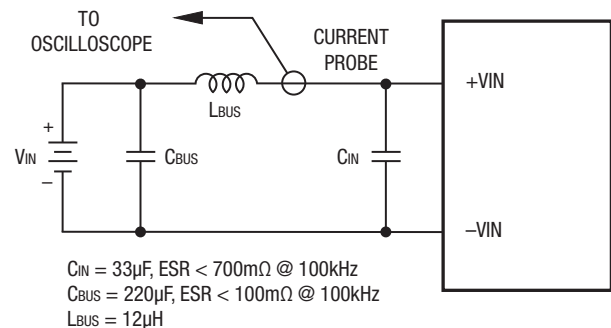 TO
OSCILLOSCOPE
CURRENT
PROBE
+VIN
LBUS
+
VIN
CBUS
CIN
−
−VIN
CIN = 33µF, ESR < 700mΩ @ 100kHz
CBUS = 220µF, ESR < 100mΩ @ 100kHz
LBUS = 12µH